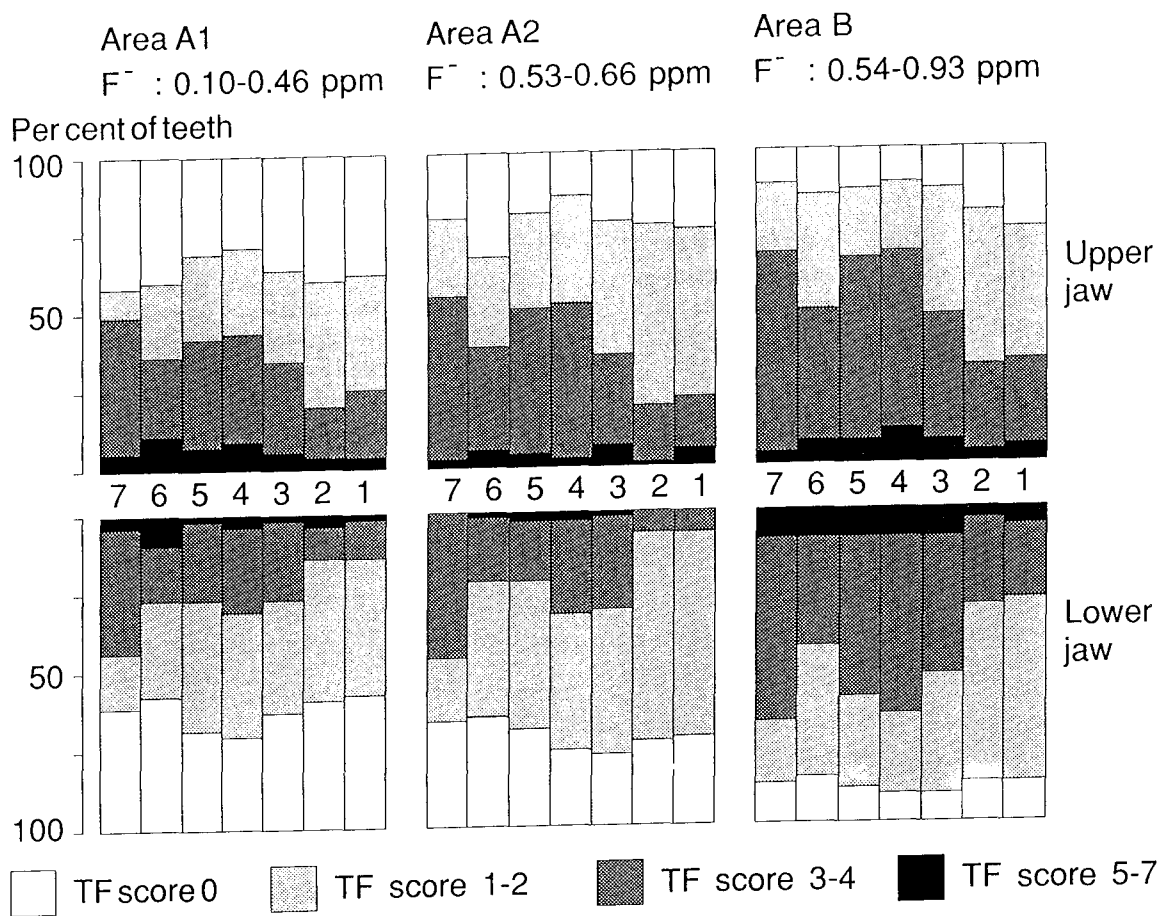 Area A1
F⁻ : 0.10-0.46 ppm
Area A2
F⁻ : 0.53-0.66 ppm
Area B
F⁻ : 0.54-0.93 ppm
Per cent of teeth
100
50
Upper
jaw
7 6 5 4 3 2 1
7 6 5 4 3 2 1
7 6 5 4 3 2 1
50
100
Lower
jaw
TF score 0
TF score 1-2
TF score 3-4
TF score 5-7